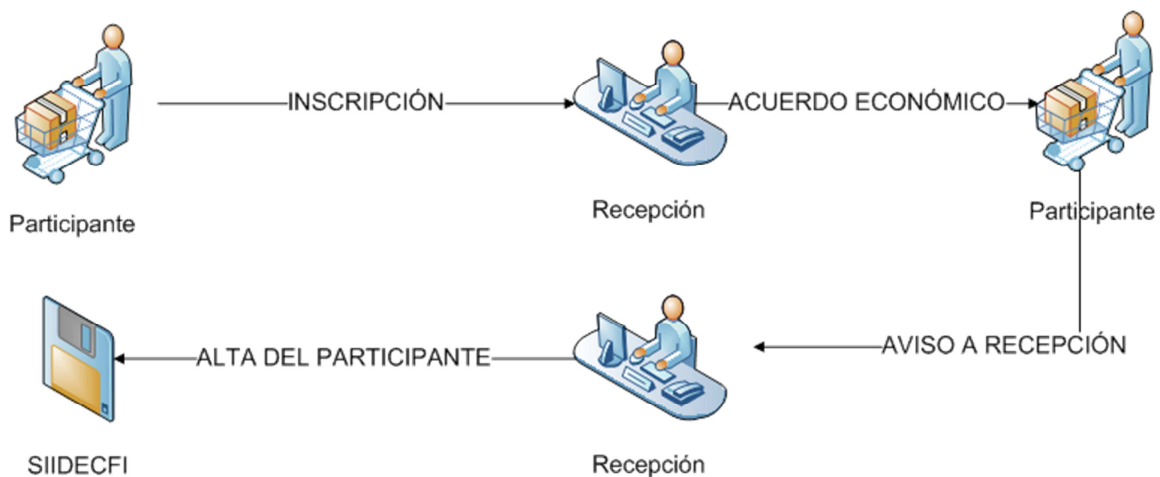 INSCRIPCIÓN
ACUERDO ECONÓMICO
Participante
Recepción
Participante
AVISO A RECEPCIÓN
ALTA DEL PARTICIPANTE
SIIDECFI
Recepción